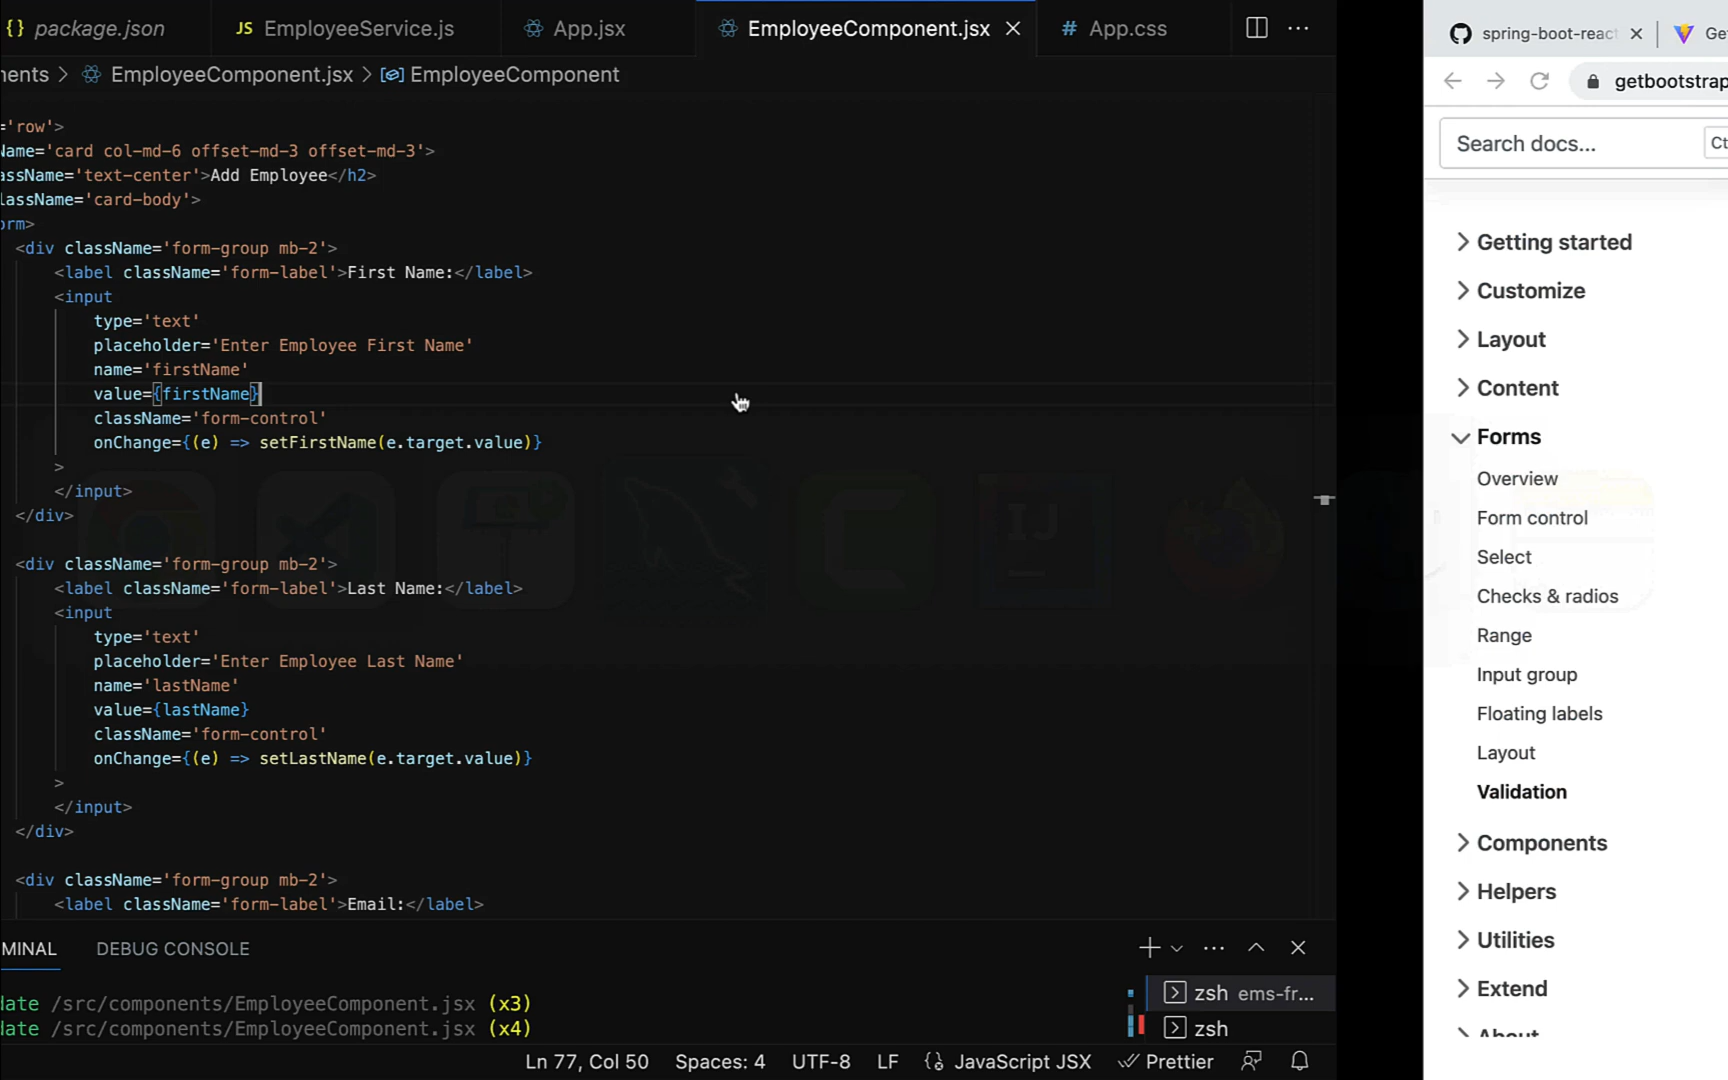 {} package.json
JS EmployeeService.js
App.jsx
EmployeeComponent.jsx
# App.css
nents > EmployeeComponent.jsx > EmployeeComponent
='row'>
Name='card col-md-6 offset-md-3 offset-md-3'>
assName='text-center'>Add Employee</h2>
lassName='card-body'>
orm>
<div className='form-group mb-2'>
<label className='form-label'>First Name:</label>
<input
type='text'
placeholder='Enter Employee First Name'
name='firstName'
value={firstName}
className='form-control'
onChange={(e) => setFirstName(e.target.value)}
>
</input>
</div>
<div className='form-group mb-2'>
<label className='form-label'>Last Name:</label>
<input
type='text'
placeholder='Enter Employee Last Name'
name='lastName'
value={lastName}
className='form-control'
onChange={(e) => setLastName(e.target.value)}
>
</input>
</div>
<div className='form-group mb-2'>
<label className='form-label'>Email:</label>
MINAL
DEBUG CONSOLE
date /src/components/EmployeeComponent.jsx (x3)
date /src/components/EmployeeComponent.jsx (x4)
zsh ems-fr...
zsh
Ln 77, Col 50
Spaces: 4
UTF-8
LF
JavaScript JSX
Prettier
IJ
spring-boot-react
Get
getbootstrap
Search docs...
Ct
Getting started
Customize
Layout
Content
Forms
Overview
Form control
Select
Checks & radios
Range
Input group
Floating labels
Layout
Validation
Components
Helpers
Utilities
Extend
About